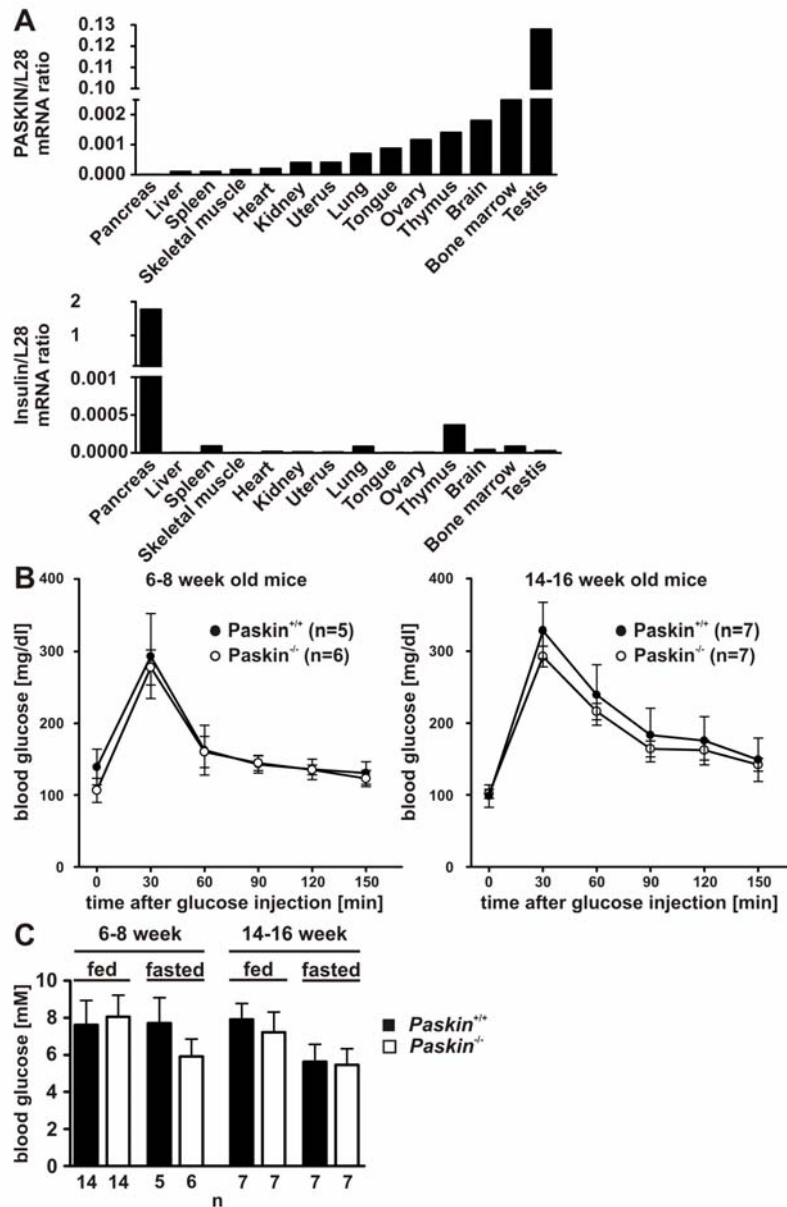 A
PASKIN/L28
mRNA ratio
0.13
0.12
0.11
0.10
0.002
0.001
0.000
Pancreas
Liver
Spleen
Skeletal muscle
Heart
Kidney
Uterus
Lung
Tongue
Ovary
Thymus
Brain
Bone marrow
Testis
Insulin/L28
mRNA ratio
2
1
0.001
0.0005
0.0000
Pancreas
Liver
Spleen
Skeletal muscle
Heart
Kidney
Uterus
Lung
Tongue
Ovary
Thymus
Brain
Bone marrow
Testis
B
6-8 week old mice
Paskin+/+ (n=5)
Paskin-/- (n=6)
blood glucose [mg/dl]
400
300
200
100
0
0 30 60 90 120 150
time after glucose injection [min]
14-16 week old mice
Paskin+/+ (n=7)
Paskin-/- (n=7)
blood glucose [mg/dl]
400
300
200
100
0
0 30 60 90 120 150
time after glucose injection [min]
C
6-8 week 14-16 week
fed fasted fed fasted
blood glucose [mM]
10
8
6
4
2
0
14 14 5 6 7 7 7 7
n
Paskin+/+
Paskin-/-